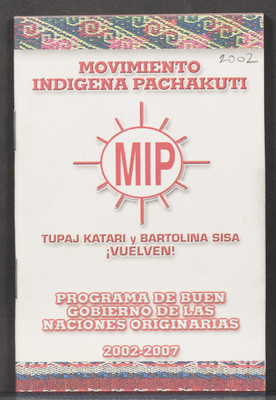 2002
MOVIMIENTO
INDIGENA PACHAKUTI
MIP
TUPAJ KATARI y BARTOLINA SISA
¡VUELVEN!
PROGRAMA DE BUEN
GOBIERNO DE LAS
NACIONES ORIGINARIAS
2002-2007